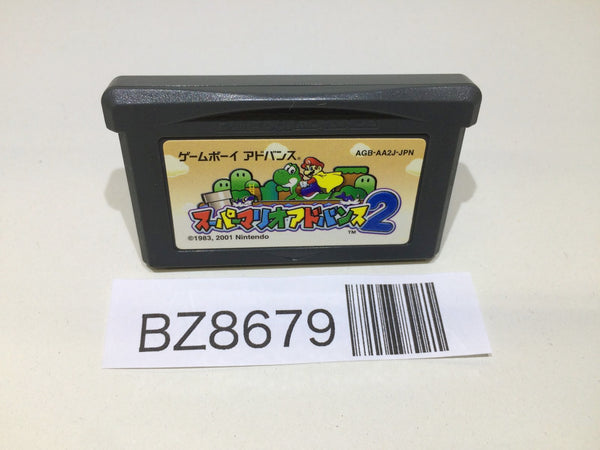 ゲームボーイ アドバンス®
AGB-AA2J-JPN
スーパーマリオアドバンス2
TM
©1983, 2001 Nintendo
BZ8679